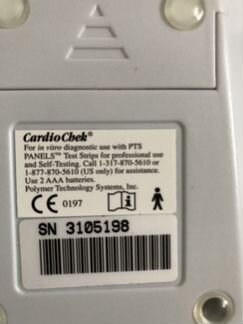 CardioChek®
For in vitro diagnostic use with PTS
PANELS™ Test Strips for professional use
and Self-Testing. Call 1-317-870-5610 or
1-877-870-5610 (US only) for assistance.
Use 2 AAA batteries.
Polymer Technology Systems, Inc.
CE 0197
SN 3105198